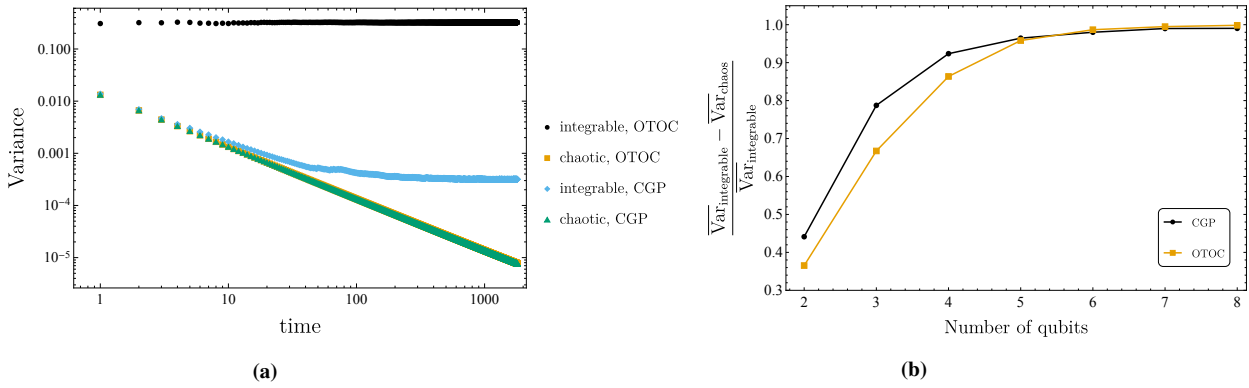 Variance
0.100
0.010
0.001
10⁻⁴
10⁻⁵
1
10
100
1000
time
integrable, OTOC
chaotic, OTOC
integrable, CGP
chaotic, CGP
(a)
Var_integrable − Var_chaos
Var_integrable
1.0
0.9
0.8
0.7
0.6
0.5
0.4
0.3
2
3
4
5
6
7
8
Number of qubits
CGP
OTOC
(b)